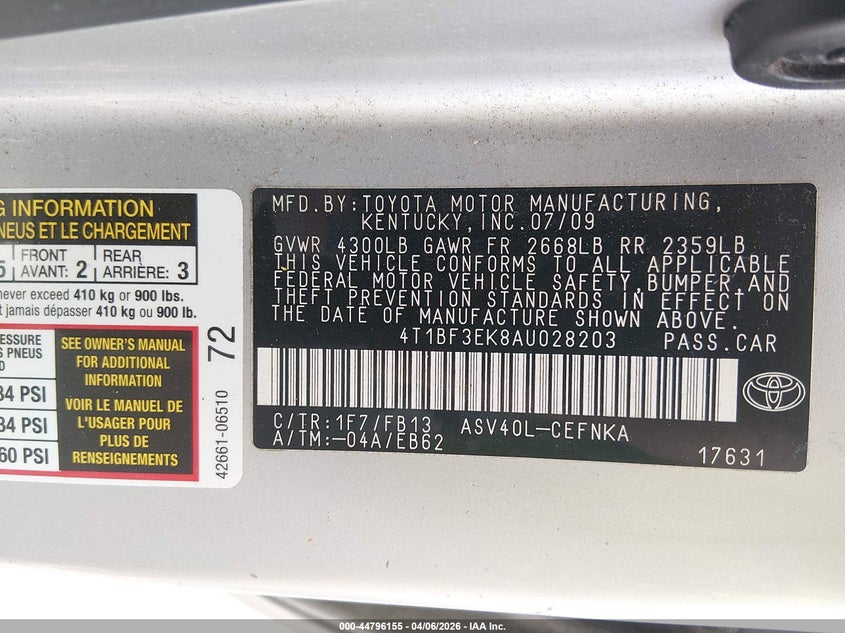 G INFORMATION
NEUS ET LE CHARGEMENT
5 FRONT AVANT: 2 REAR ARRIÈRE: 3
never exceed 410 kg or 900 lbs.
t jamais dépasser 410 kg ou 900 lb.
ESSURE
S PNEUS
D
34 PSI
34 PSI
60 PSI
SEE OWNER'S MANUAL
FOR ADDITIONAL
INFORMATION
VOIR LE MANUEL DE
L'USAGER POUR
PLUS DE
RENSEIGNEMENTS
42661-06510 72
MFD.BY:TOYOTA MOTOR MANUFACTURING,
KENTUCKY,INC.07/09
GVWR 4300LB GAWR FR 2668LB RR 2359LB
THIS VEHICLE CONFORMS TO ALL APPLICABLE
FEDERAL MOTOR VEHICLE SAFETY,BUMPER,AND
THEFT PREVENTION STANDARDS IN EFFECT ON
THE DATE OF MANUFACTURE SHOWN ABOVE.
4T1BF3EK8AU028203 PASS.CAR
C/TR:1F7/FB13 ASV40L-CEFNKA
A/TM:-04A/EB62
17631
000-44796155 - 04/06/2026 - IAA Inc.